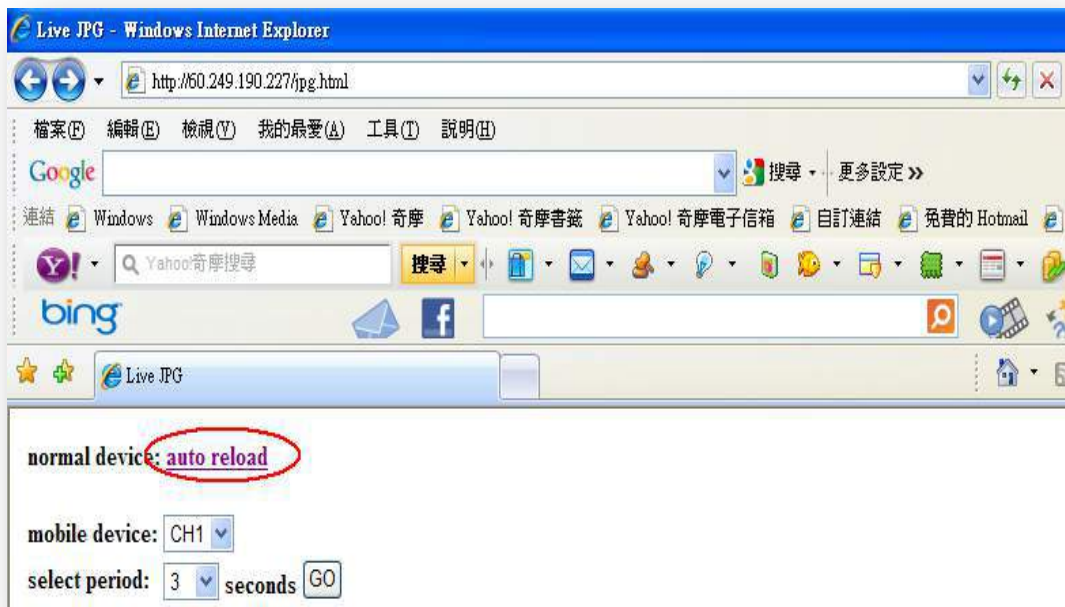 Live JPG - Windows Internet Explorer
http://60.249.190.227/jpg.html
檔案(F) 編輯(E) 檢視(V) 我的最愛(A) 工具(T) 說明(H)
Google 搜尋 更多設定 >>
連結 Windows Windows Media Yahoo! 奇摩 Yahoo! 奇摩書籤 Yahoo! 奇摩電子信箱 自訂連結 免費的 Hotmail
Y! Yahoo!奇摩搜尋 搜尋
bing f
Live JPG
normal device: auto reload
mobile device: CH1
select period: 3 seconds GO